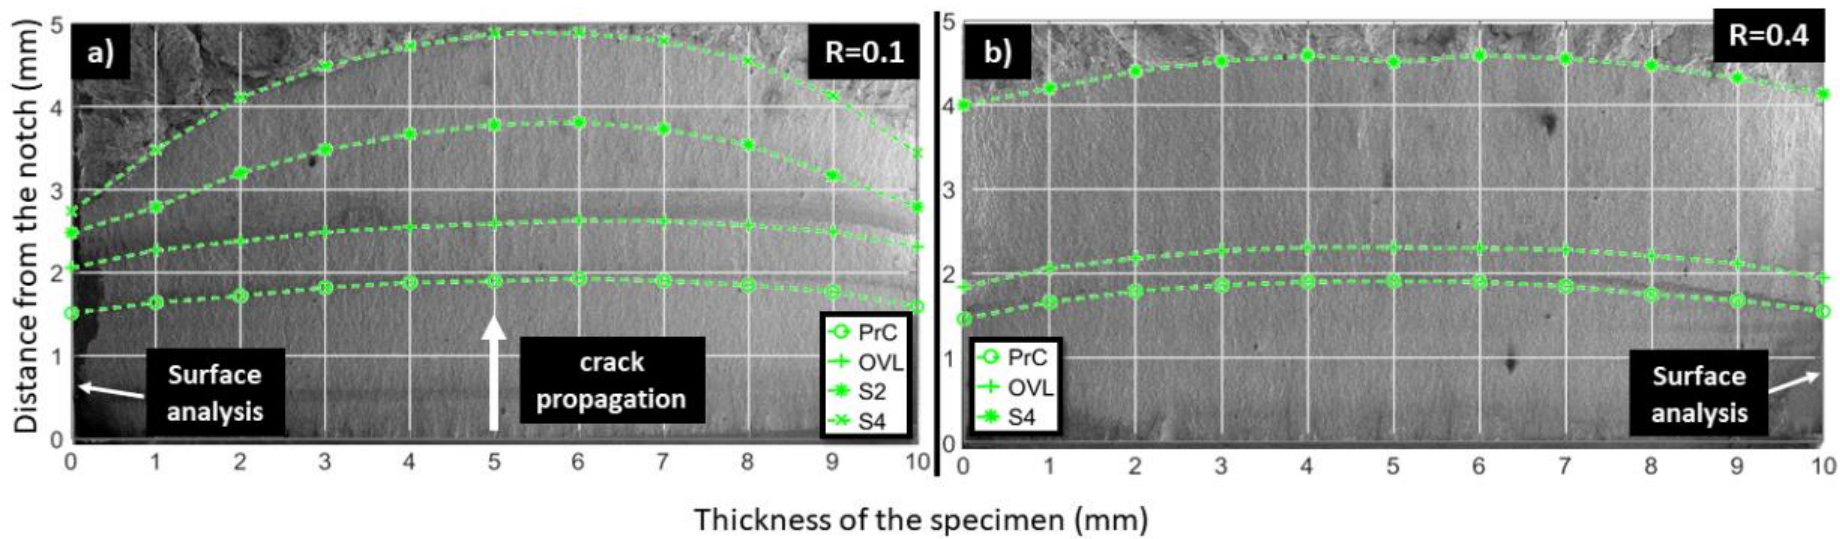 a)
R=0.1
b)
R=0.4
Distance from the notch (mm)
5
4
3
2
1
0
5
4
3
2
1
0
Surface
analysis
crack
propagation
PrC
OVL
S2
S4
PrC
OVL
S4
Surface
analysis
0 1 2 3 4 5 6 7 8 9 10
0 1 2 3 4 5 6 7 8 9 10
Thickness of the specimen (mm)